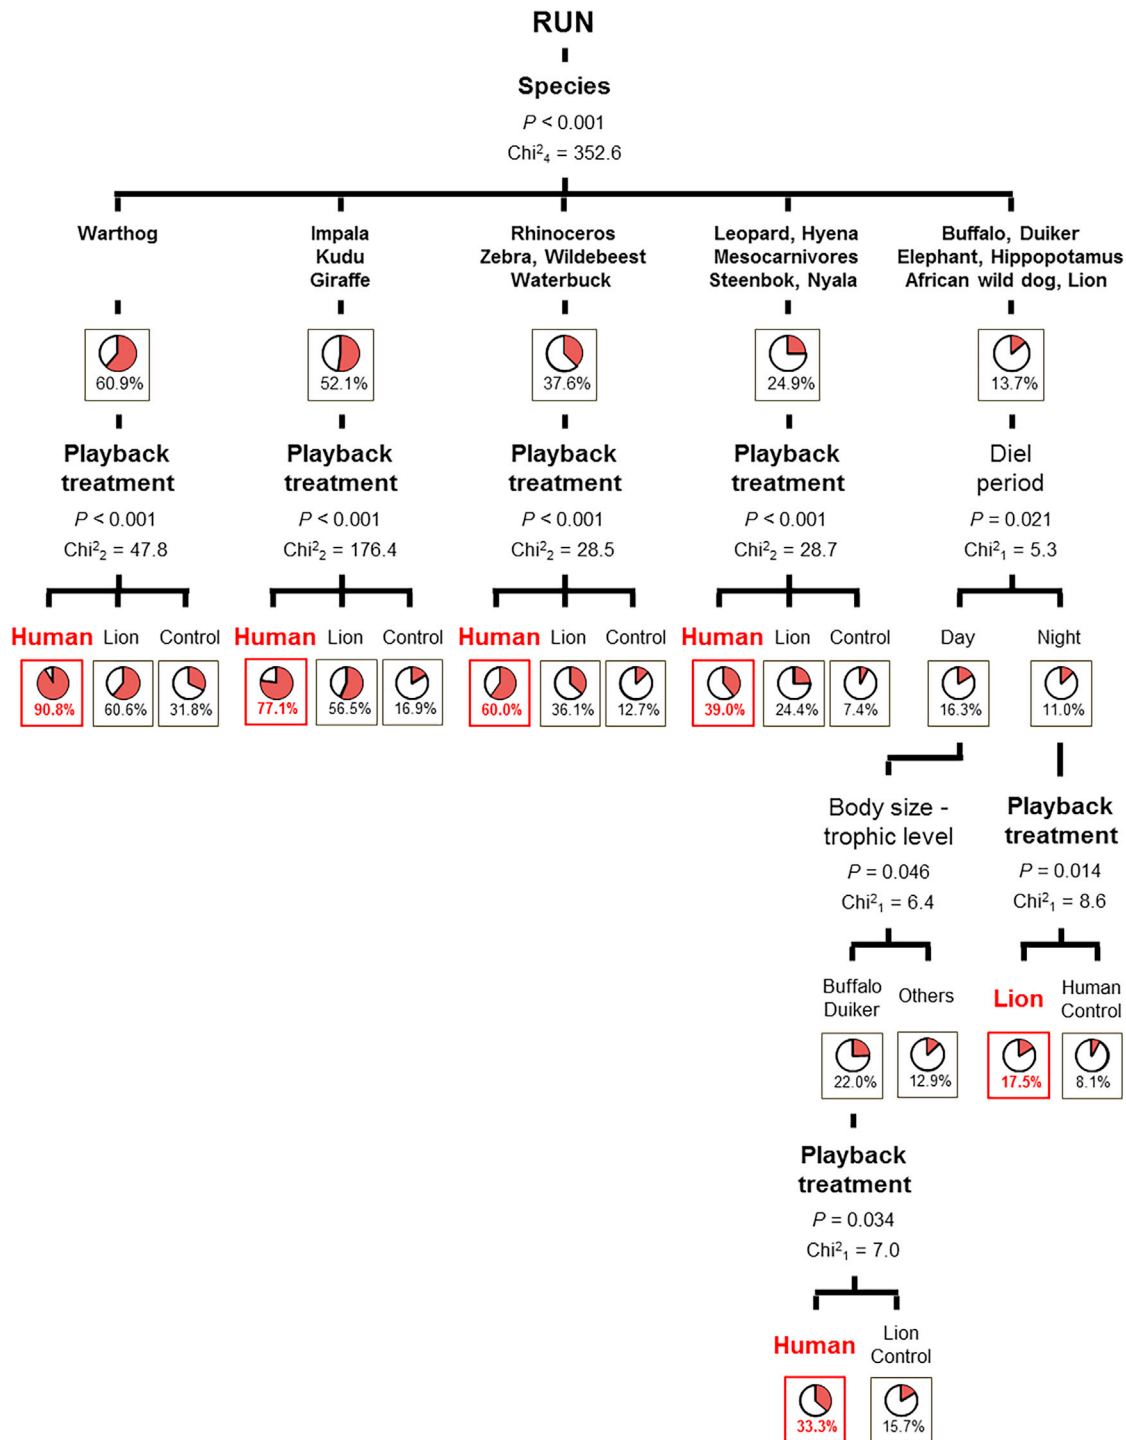 RUN
Species
P < 0.001
Chi²₄ = 352.6
Warthog
Impala
Kudu
Giraffe
Rhinoceros
Zebra, Wildebeest
Waterbuck
Leopard, Hyena
Mesocarnivores
Steenbok, Nyala
Buffalo, Duiker
Elephant, Hippopotamus
African wild dog, Lion
60.9%
52.1%
37.6%
24.9%
13.7%
Playback
treatment
P < 0.001
Chi²₂ = 47.8
Playback
treatment
P < 0.001
Chi²₂ = 176.4
Playback
treatment
P < 0.001
Chi²₂ = 28.5
Playback
treatment
P < 0.001
Chi²₂ = 28.7
Diel
period
P = 0.021
Chi²₁ = 5.3
Human Lion Control
90.8% 60.6% 31.8%
Human Lion Control
77.1% 56.5% 16.9%
Human Lion Control
60.0% 36.1% 12.7%
Human Lion Control
39.0% 24.4% 7.4%
Day Night
16.3% 11.0%
Body size -
trophic level
P = 0.046
Chi²₁ = 6.4
Playback
treatment
P = 0.014
Chi²₁ = 8.6
Buffalo
Duiker
Others
22.0% 12.9%
Lion
Human
Control
17.5% 8.1%
Playback
treatment
P = 0.034
Chi²₁ = 7.0
Human
Lion
Control
33.3% 15.7%